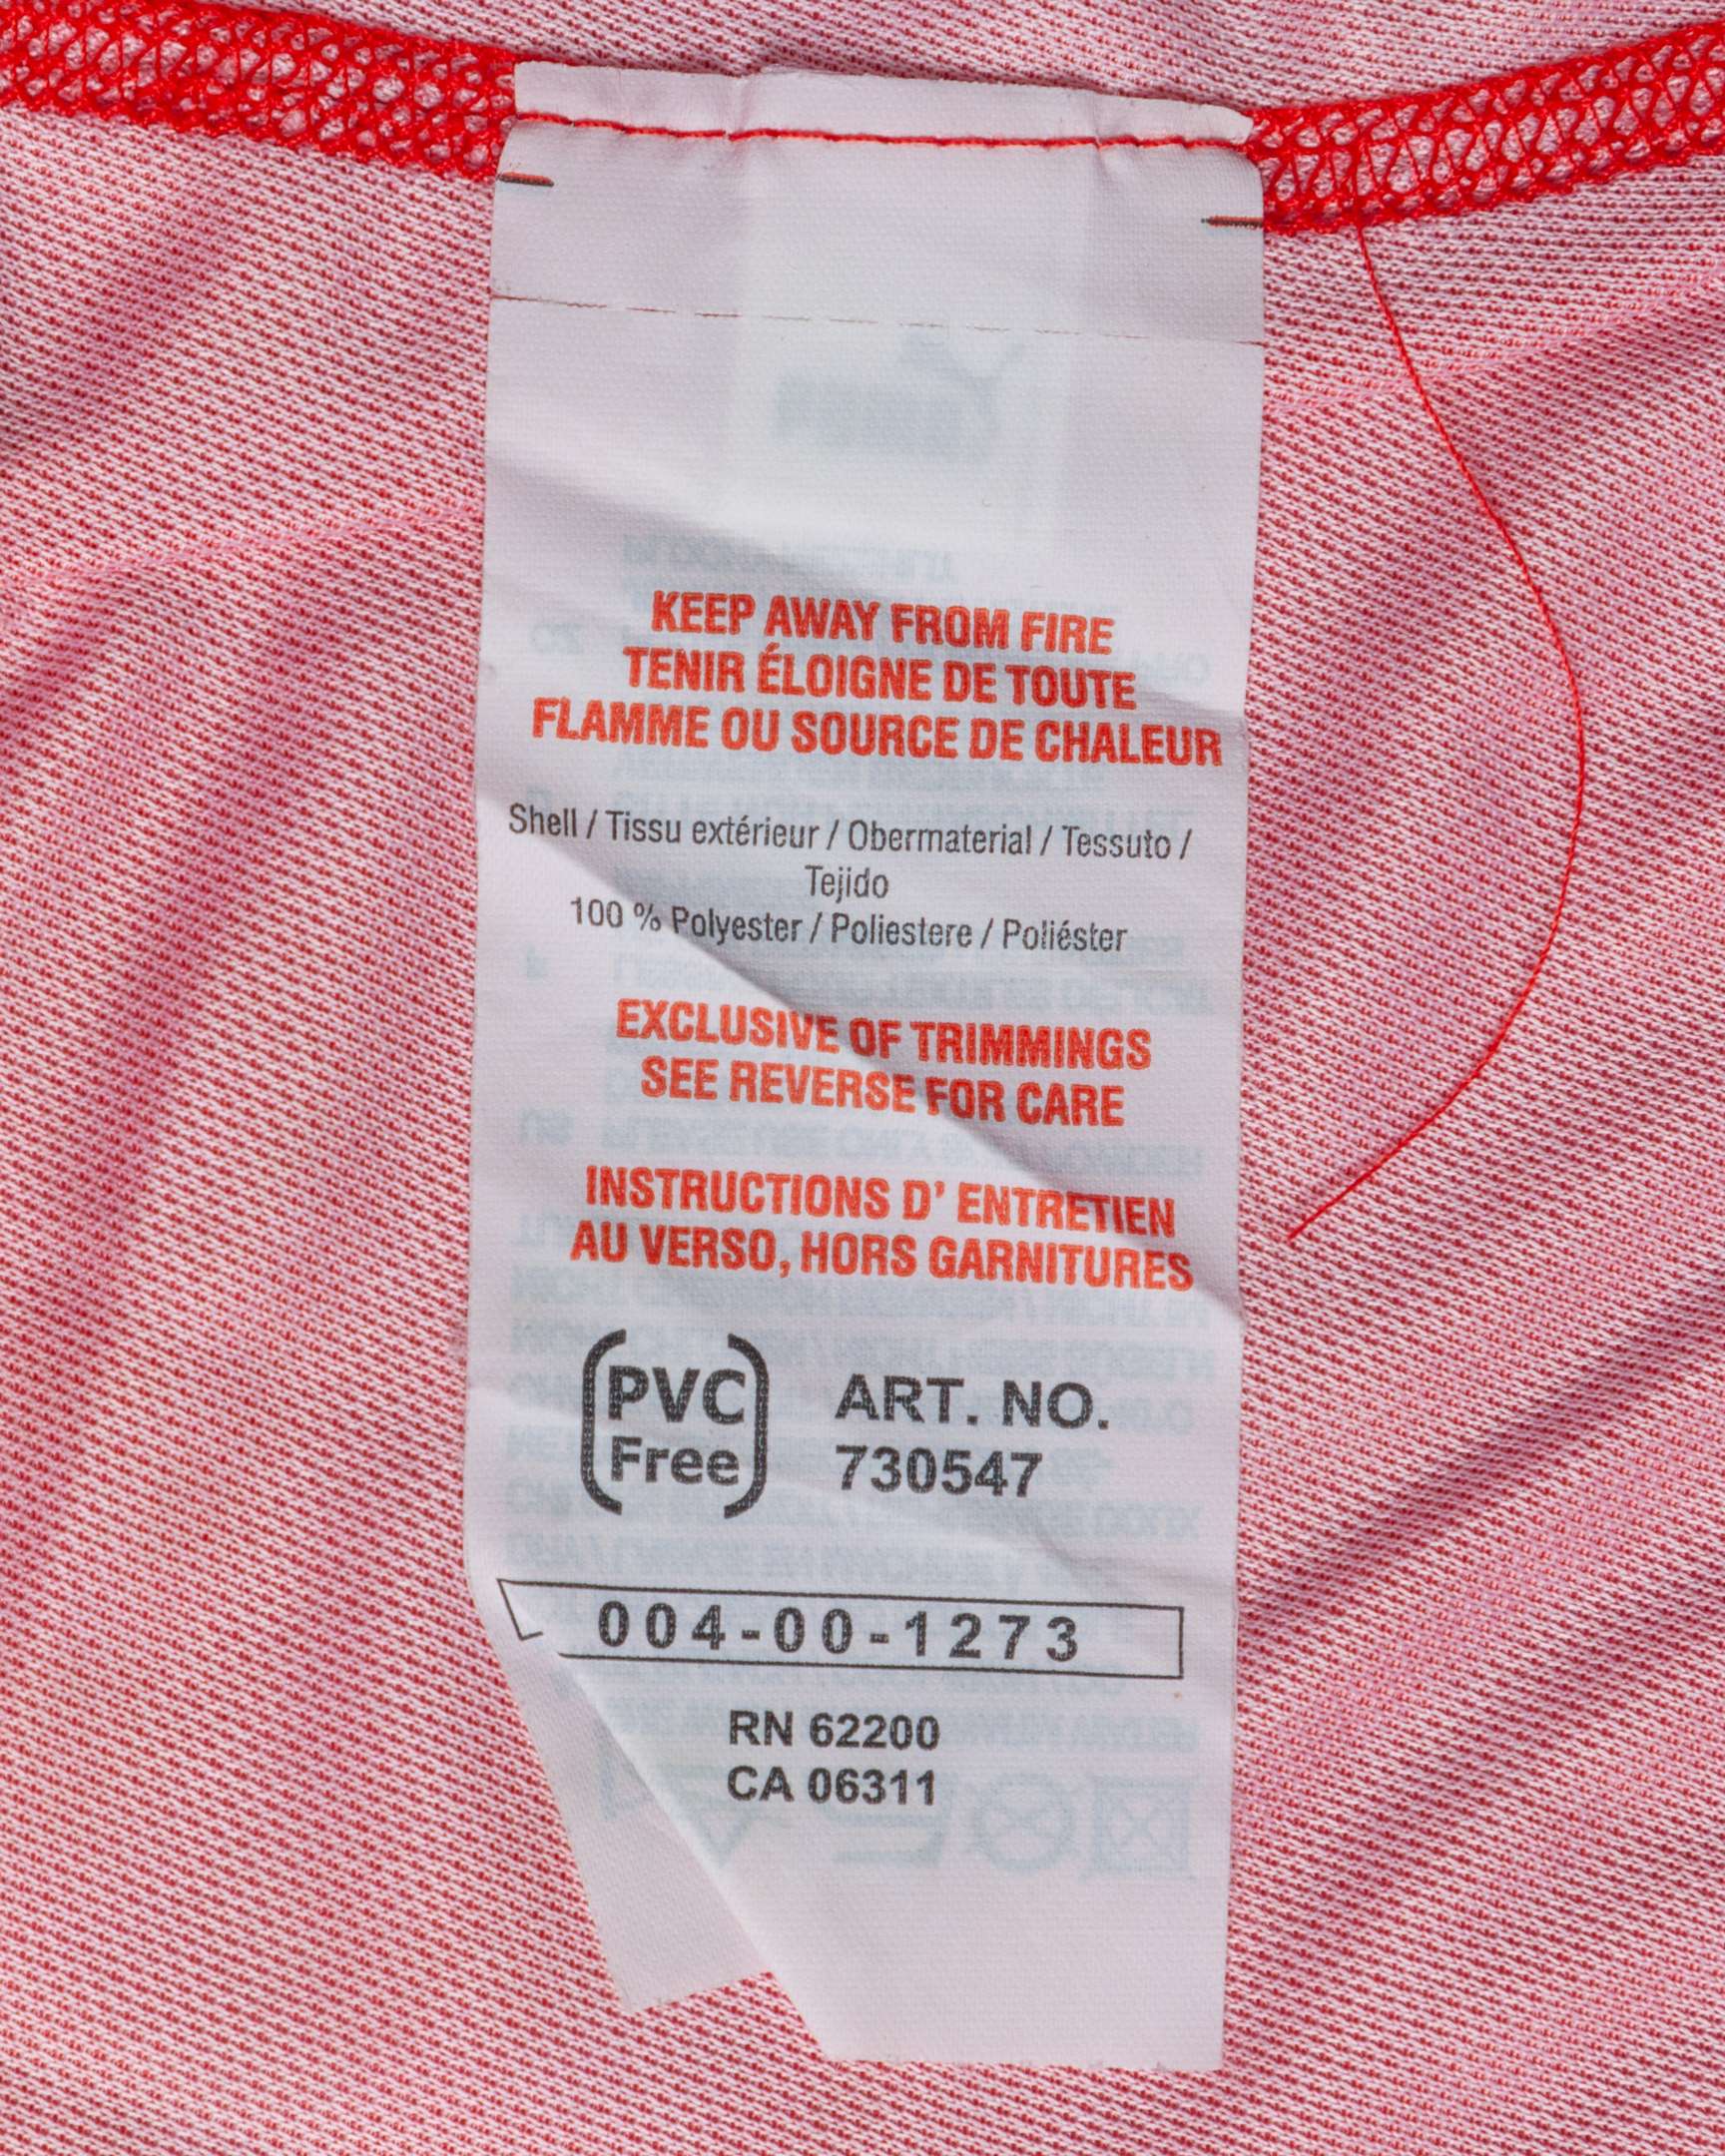 KEEP AWAY FROM FIRE
TENIR ÉLOIGNE DE TOUTE
FLAMME OU SOURCE DE CHALEUR
Shell / Tissu extérieur / Obermaterial / Tessuto /
Tejido
100 % Polyester / Poliestere / Poliéster
EXCLUSIVE OF TRIMMINGS
SEE REVERSE FOR CARE
INSTRUCTIONS D' ENTRETIEN
AU VERSO, HORS GARNITURES
PVC
Free
ART. NO.
730547
004-00-1273
RN 62200
CA 06311